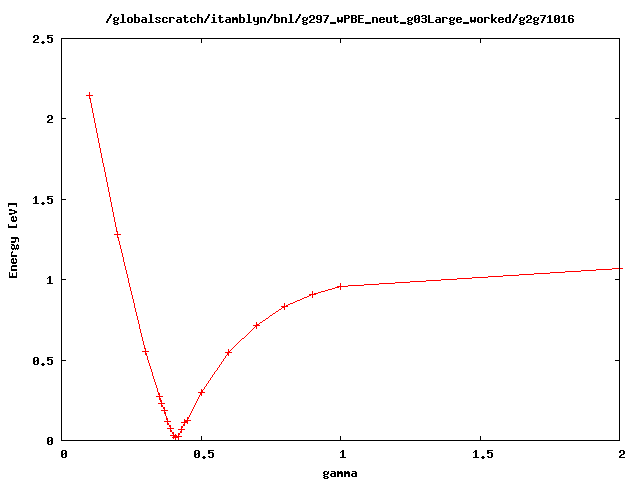 /globalscratch/itamblyn/bnl/g297_wPBE_neut_g03Large_worked/g2g71016
2.5
2
1.5
1
0.5
0
Energy [eV]
0 0.5 1 1.5 2
gamma